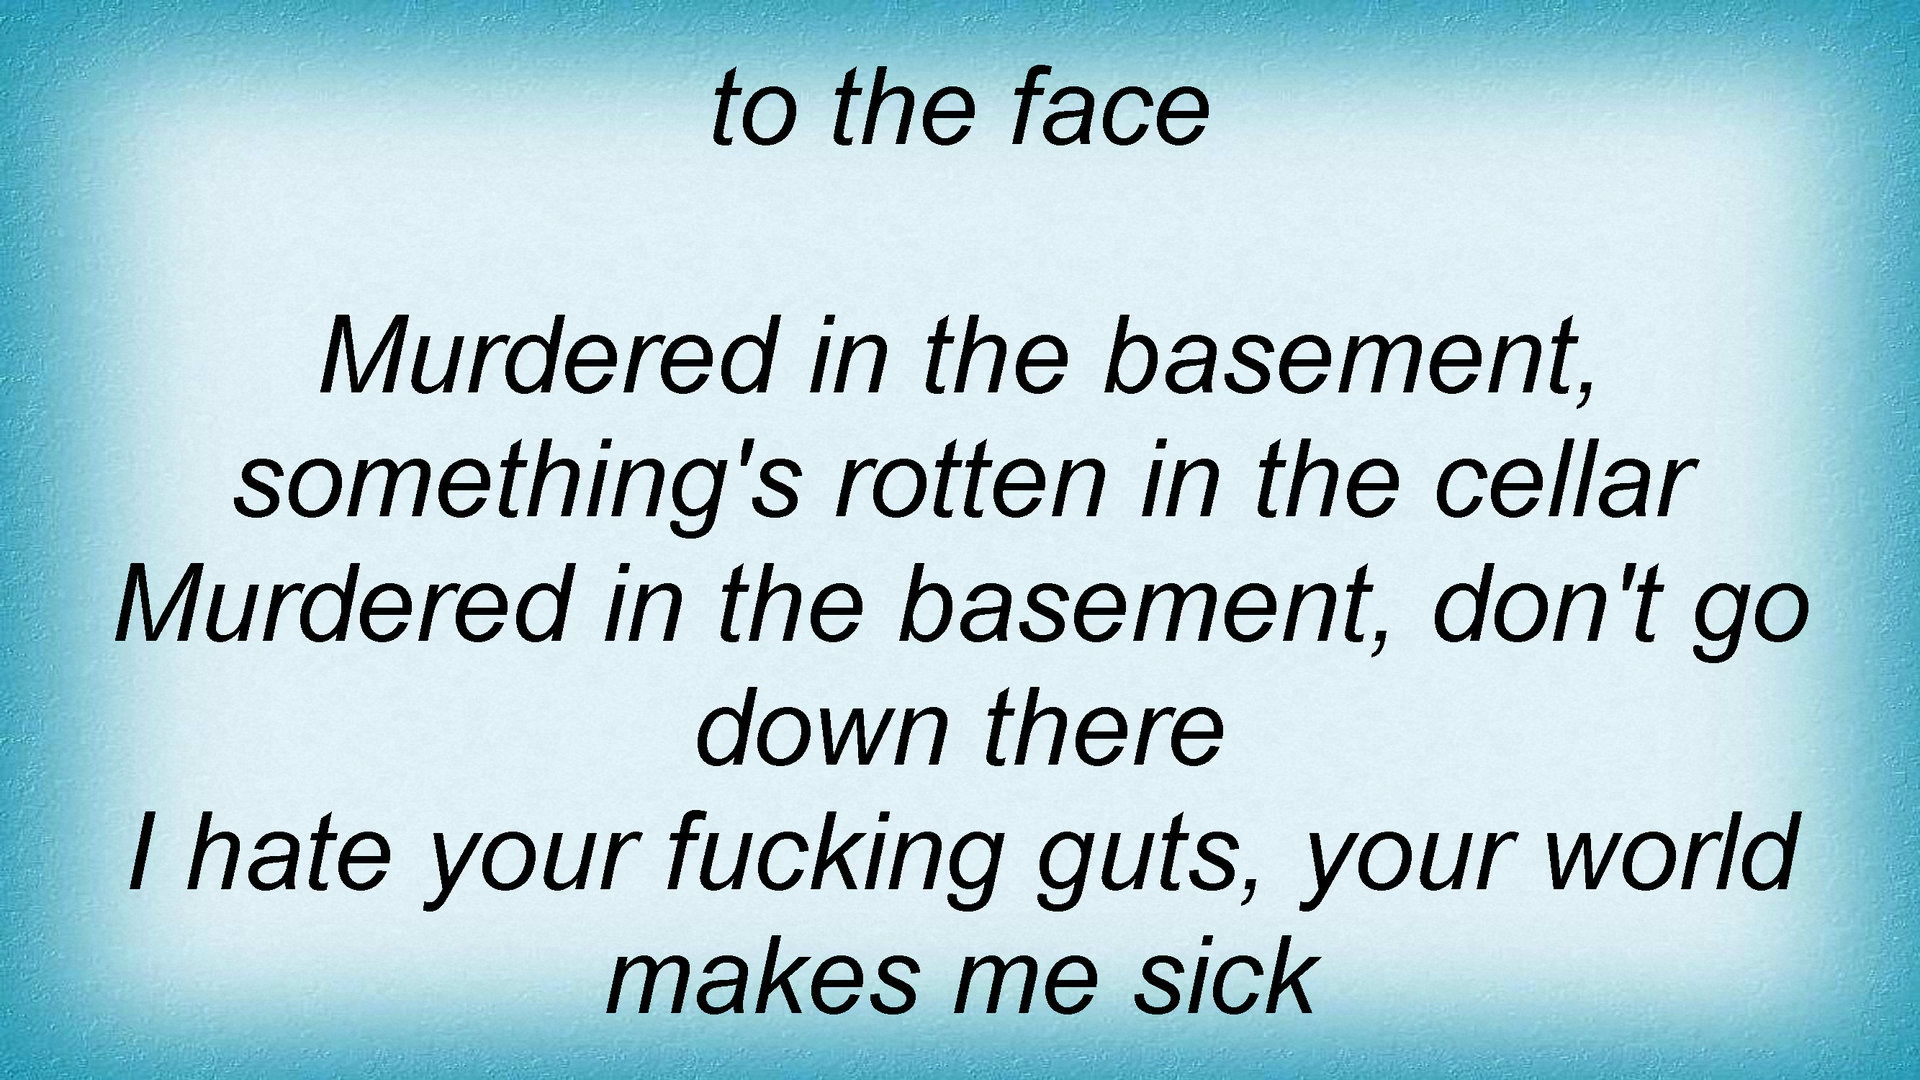 to the face
Murdered in the basement,
something's rotten in the cellar
Murdered in the basement, don't go
down there
I hate your fucking guts, your world
makes me sick